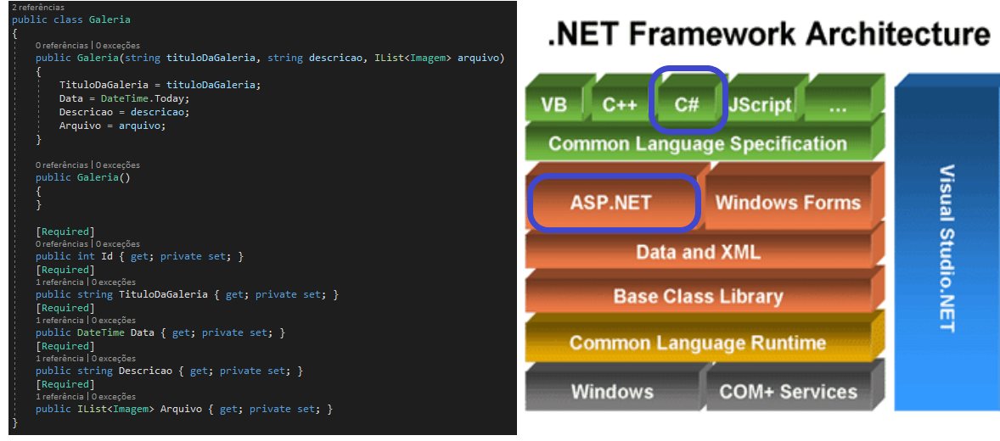 2 referências
public class Galeria
{
0 referências | 0 exceções
public Galeria(string tituloDaGaleria, string descricao, IList<Imagem> arquivo)
{
TituloDaGaleria = tituloDaGaleria;
Data = DateTime.Today;
Descricao = descricao;
Arquivo = arquivo;
}
0 referências | 0 exceções
public Galeria()
{
}
[Required]
0 referências | 0 exceções
public int Id { get; private set; }
[Required]
1 referência | 0 exceções
public string TituloDaGaleria { get; private set; }
[Required]
1 referência | 0 exceções
public DateTime Data { get; private set; }
[Required]
1 referência | 0 exceções
public string Descricao { get; private set; }
[Required]
1 referência | 0 exceções
public IList<Imagem> Arquivo { get; private set; }
}
.NET Framework Architecture
VB C++ C# JScript ...
Common Language Specification
ASP.NET Windows Forms
Data and XML
Base Class Library
Common Language Runtime
Windows COM+ Services
Visual Studio.NET